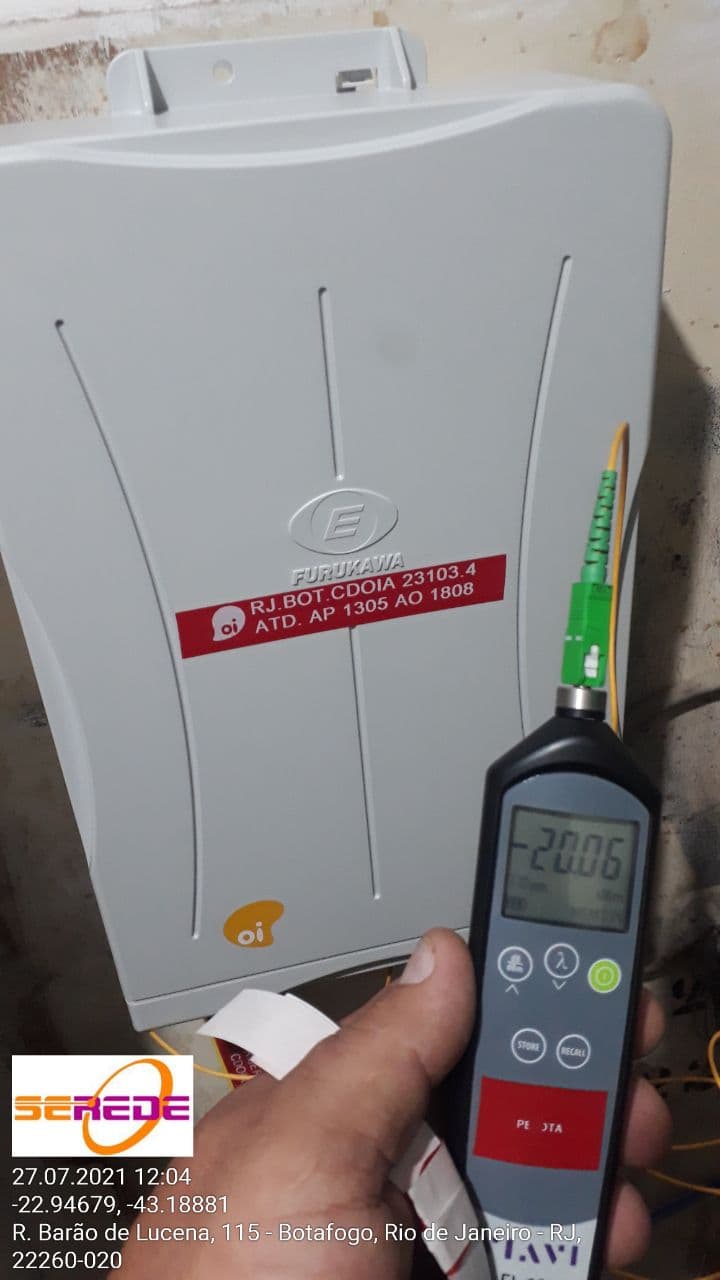 E
FURUKAWA
oi
RJ.BOT.CDOIA 23103.4
ATD. AP 1305 AO 1808
-20.06
λ
STORE
RECALL
oi
SEREDE
27.07.2021 12:04
-22.94679, -43.18881
R. Barão de Lucena, 115 - Botafogo, Rio de Janeiro - RJ,
22260-020